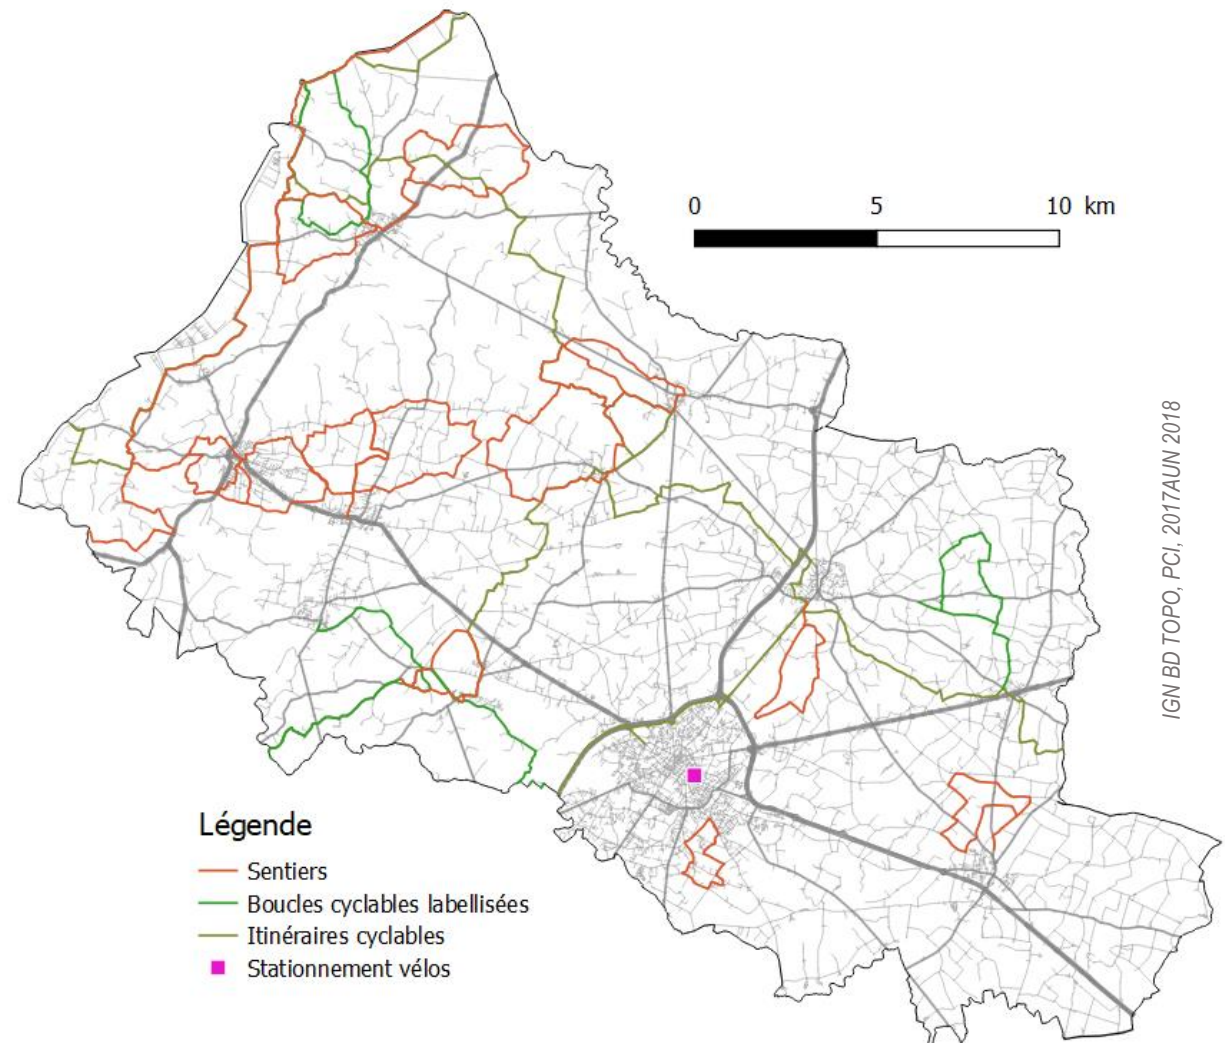 0 5 10 km
IGN BD TOPO, PCI, 2017AUN 2018
Légende
Sentiers
Boucles cyclables labellisées
Itinéraires cyclables
Stationnement vélos